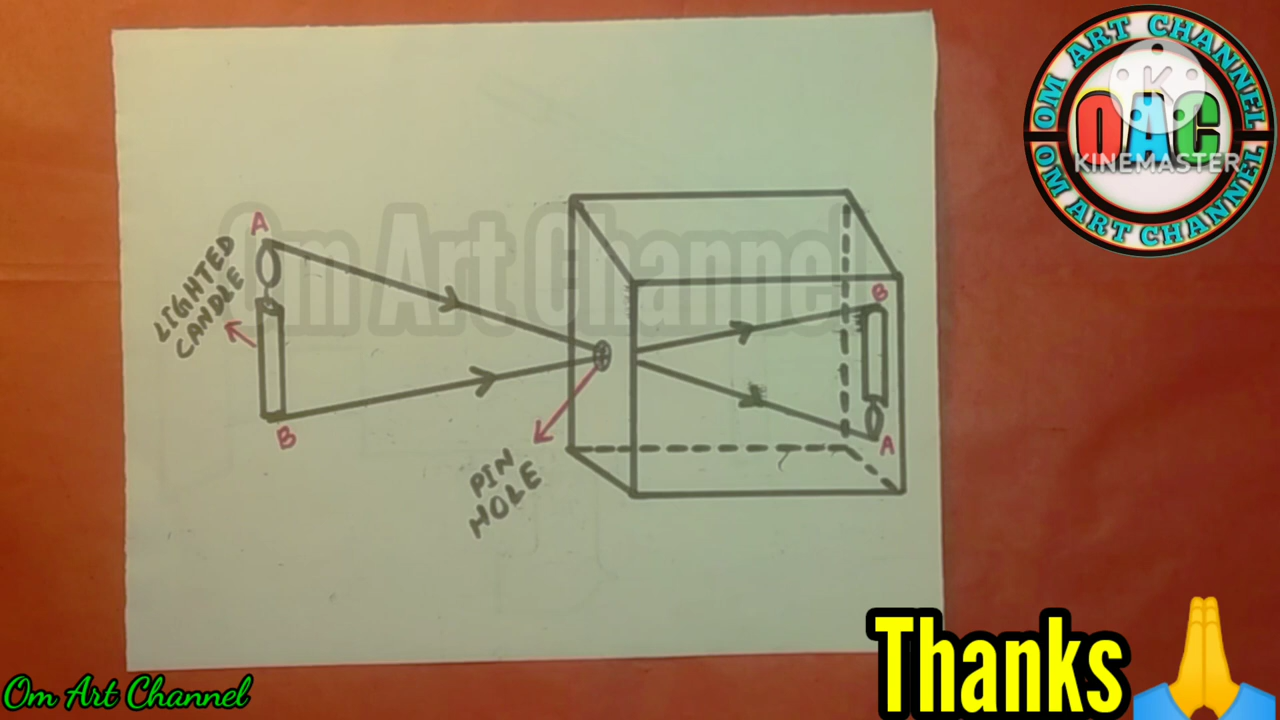 OM ART CHANNEL
K
OAC
KINEMASTER
OM ART CHANNEL
Om Art Channel
A
LIGHTED
CANDLE
B
PIN
HOLE
B
A
Thanks
Om Art Channel